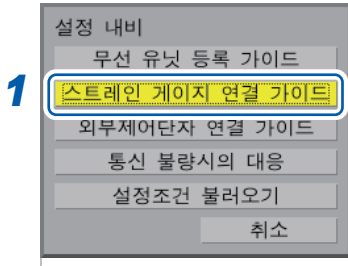 설정 내비
무선 유닛 등록 가이드
1
스트레인 게이지 연결 가이드
외부제어단자 연결 가이드
통신 불량시의 대응
설정조건 불러오기
취소